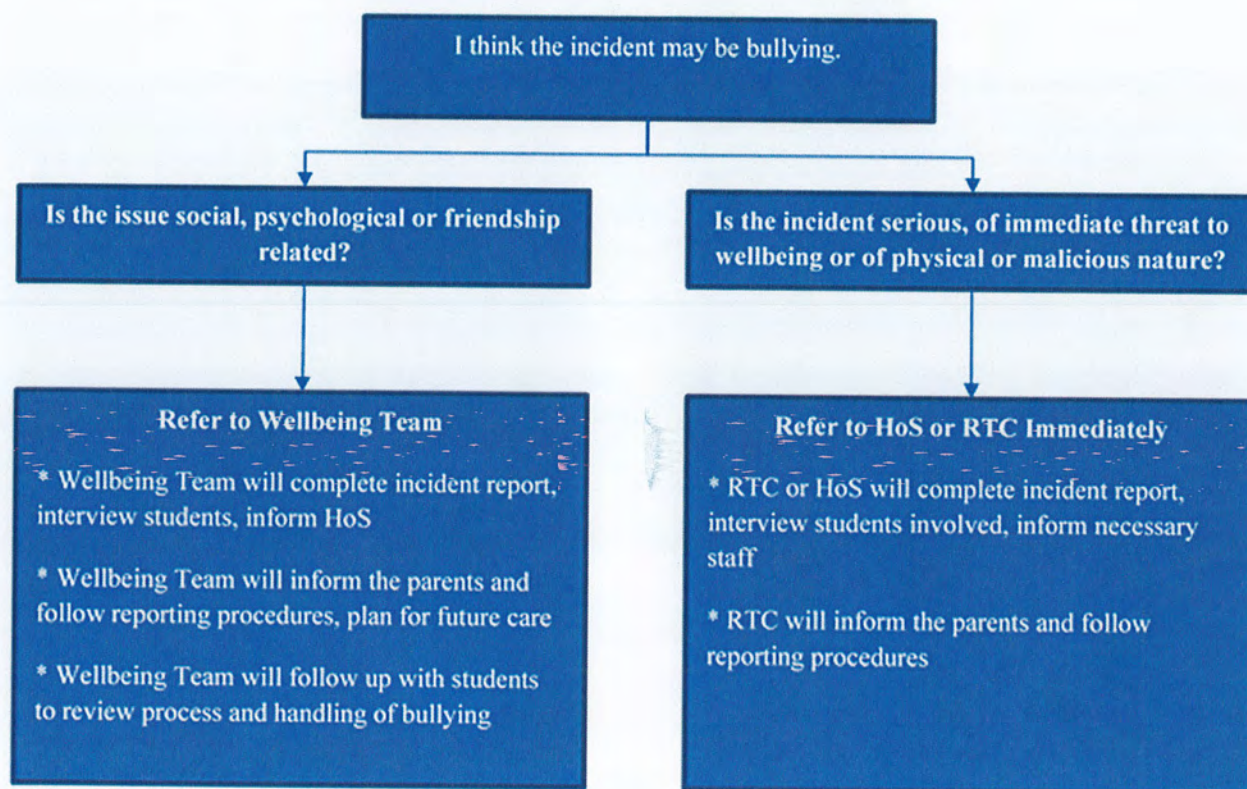 I think the incident may be bullying.
Is the issue social, psychological or friendship
related?
Is the incident serious, of immediate threat to
wellbeing or of physical or malicious nature?
Refer to Wellbeing Team
* Wellbeing Team will complete incident report,
interview students, inform HoS
* Wellbeing Team will inform the parents and
follow reporting procedures, plan for future care
* Wellbeing Team will follow up with students
to review process and handling of bullying
Refer to HoS or RTC Immediately
* RTC or HoS will complete incident report,
interview students involved, inform necessary
staff
* RTC will inform the parents and follow
reporting procedures